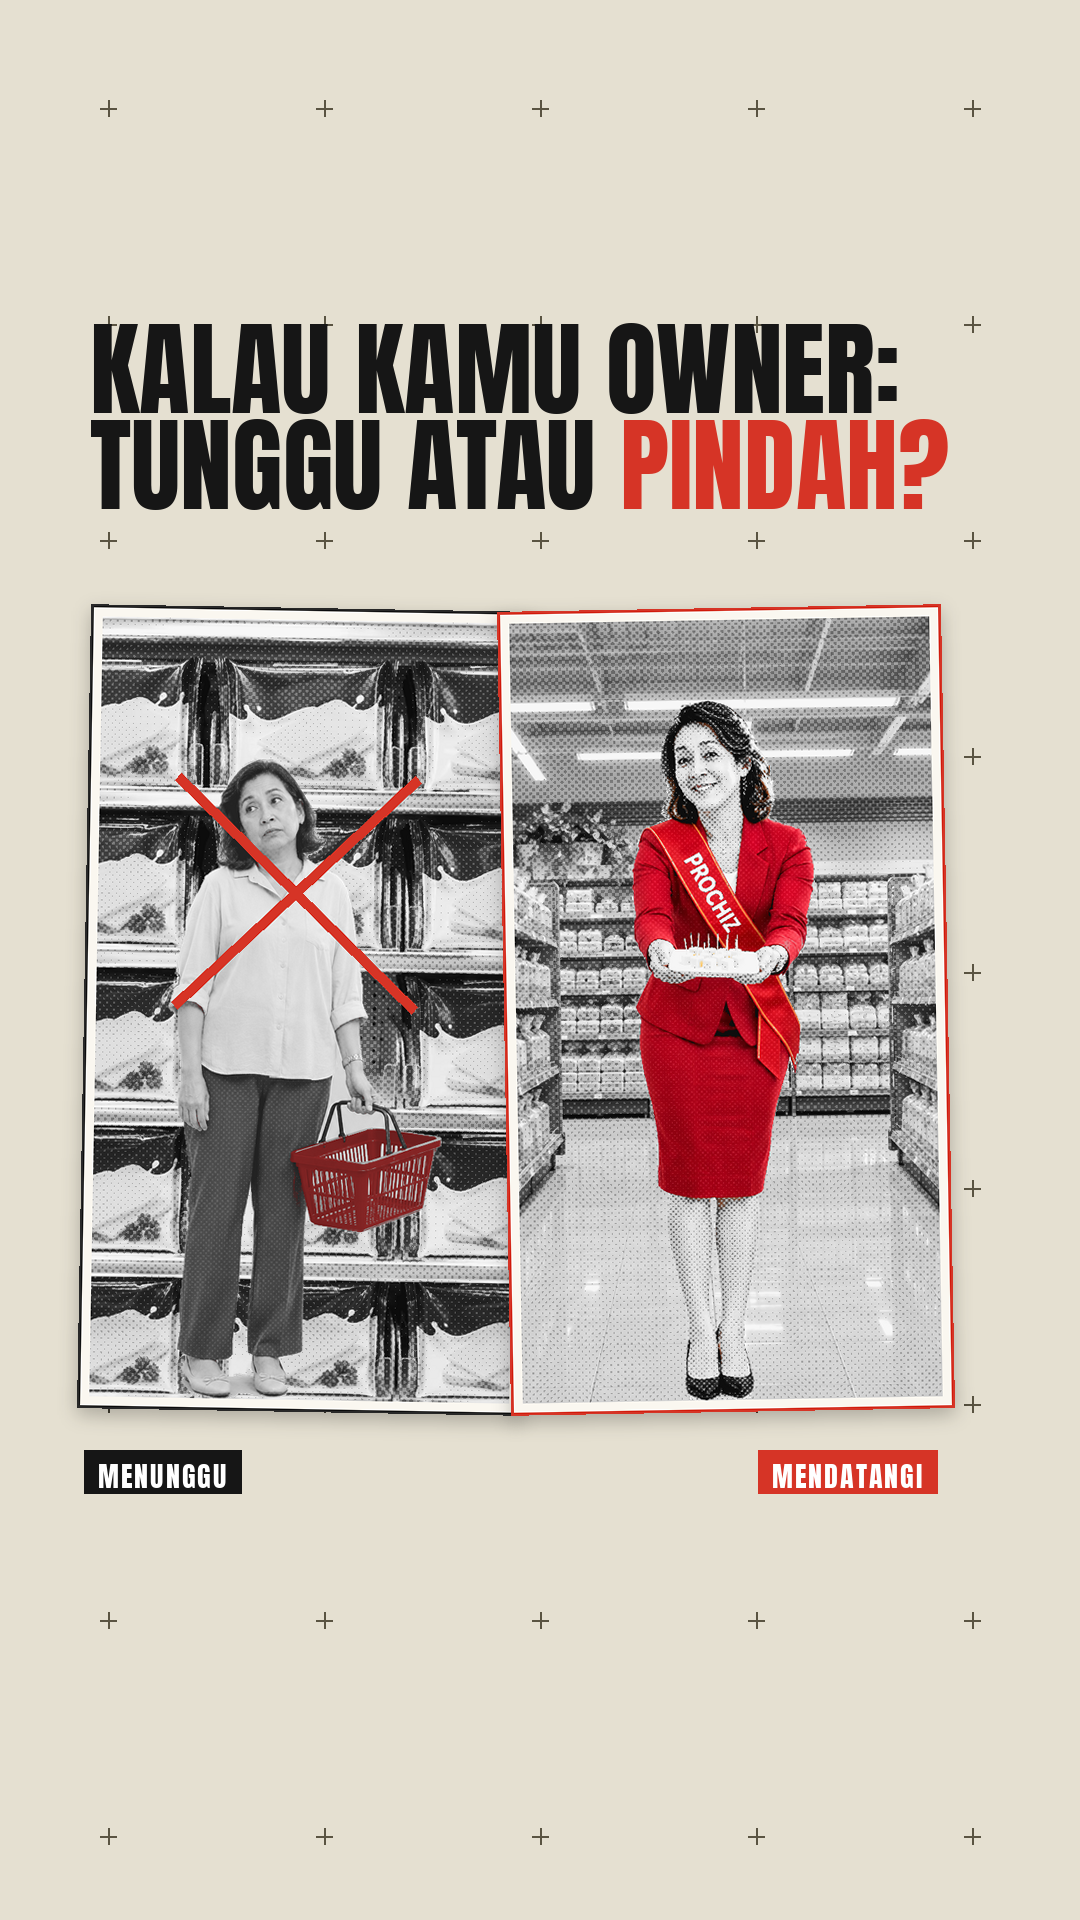 KALAU KAMU OWNER:
TUNGGU ATAU PINDAH?
PROCHIZ
MENUNGGU
MENDATANGI